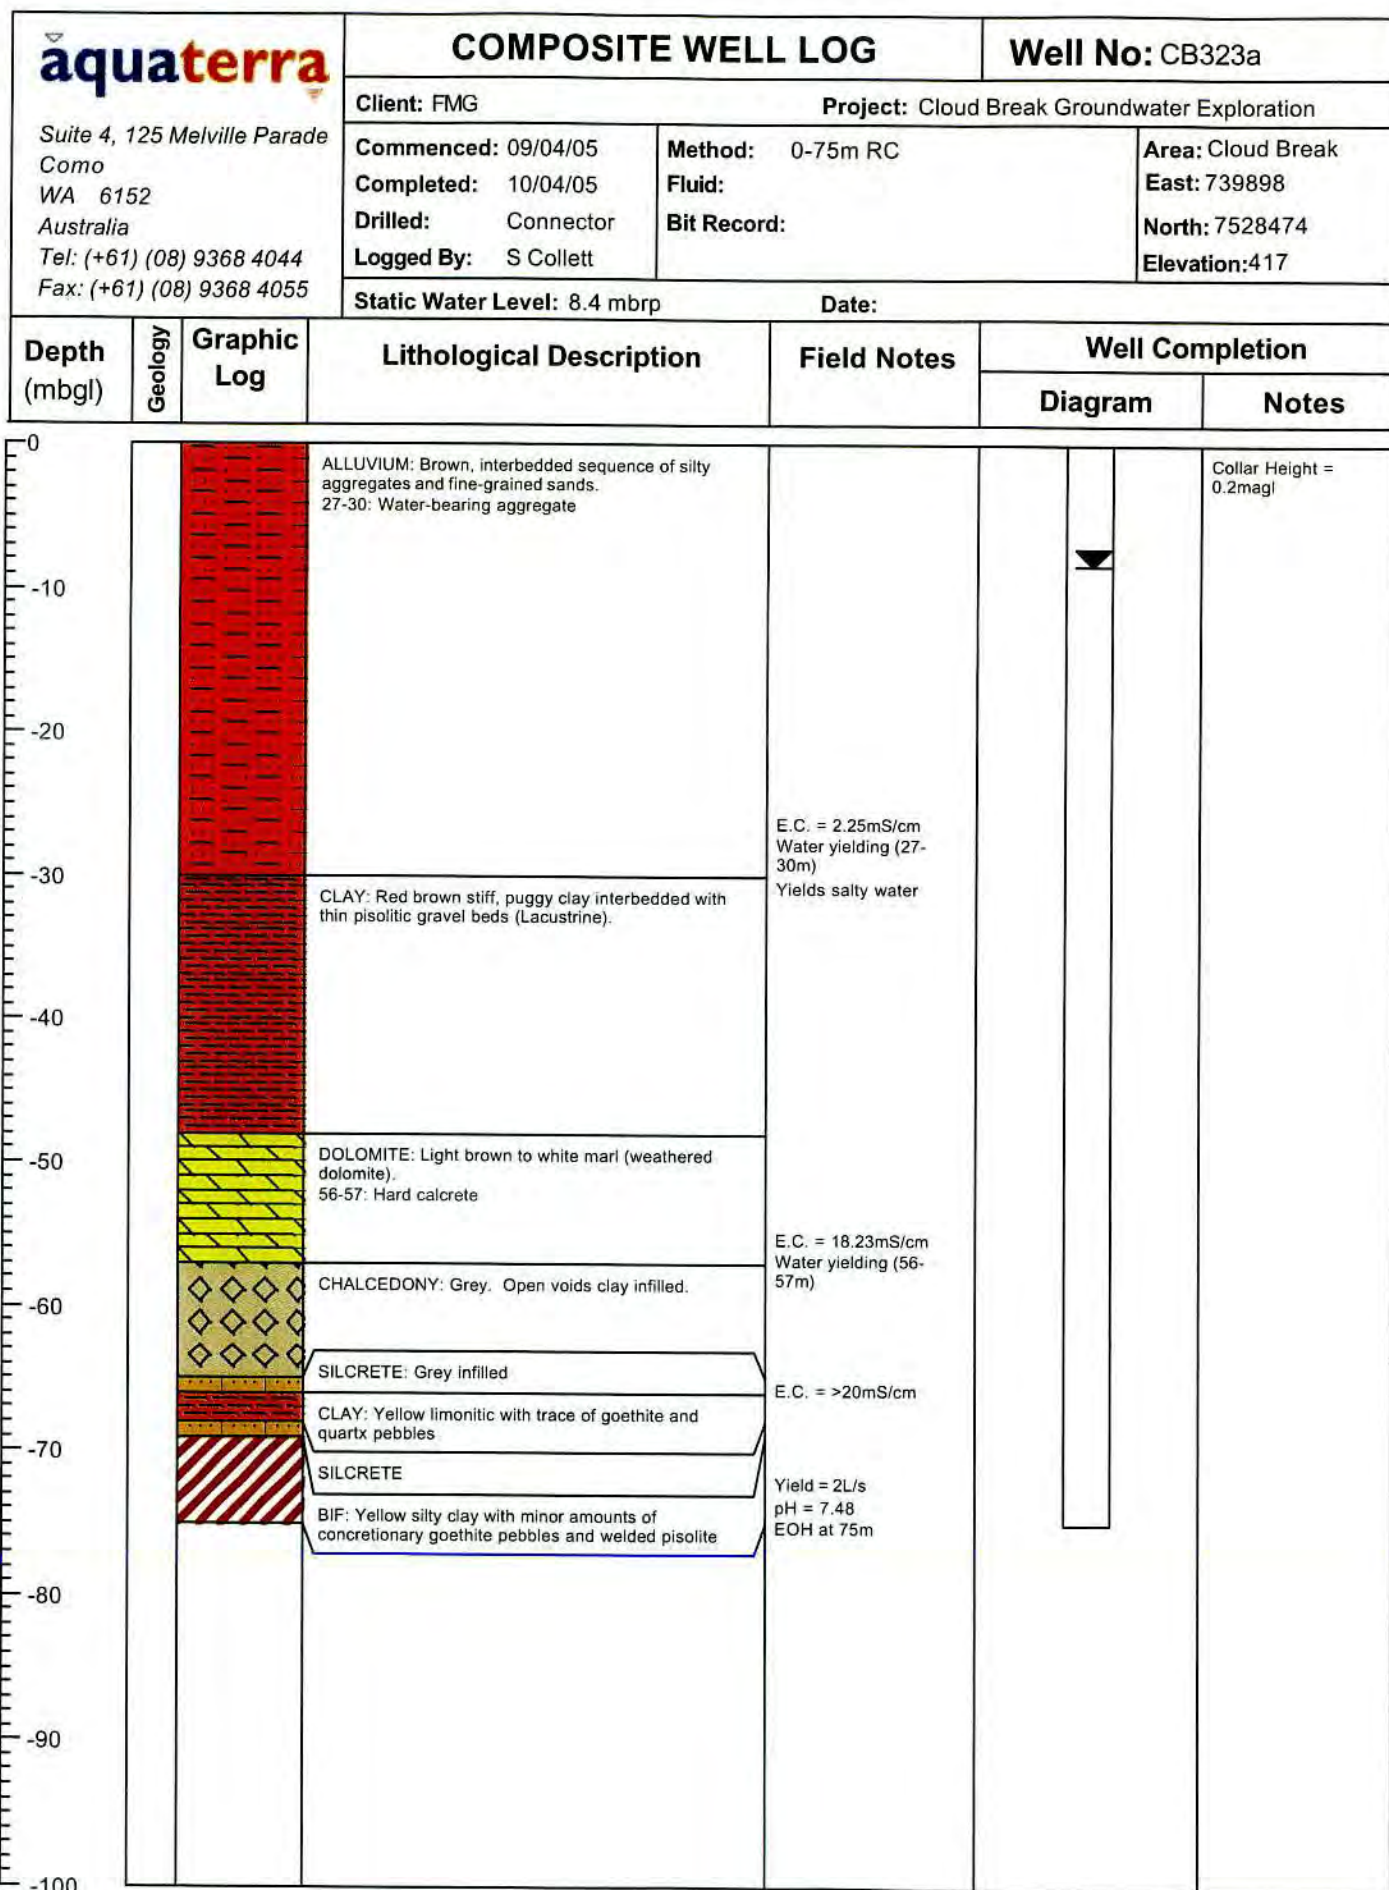 aquaterra
Suite 4, 125 Melville Parade
Como
WA 6152
Australia
Tel: (+61) (08) 9368 4044
Fax: (+61) (08) 9368 4055
COMPOSITE WELL LOG
Well No: CB323a
Client: FMG
Project: Cloud Break Groundwater Exploration
Commenced: 09/04/05
Completed: 10/04/05
Drilled: Connector
Logged By: S Collett
Method: 0-75m RC
Fluid:
Bit Record:
Area: Cloud Break
East: 739898
North: 7528474
Elevation:417
Static Water Level: 8.4 mbrp
Date:
Depth
(mbgl)
Geology
Graphic
Log
Lithological Description
Field Notes
Well Completion
Diagram
Notes
0
-10
-20
-30
-40
-50
-60
-70
-80
-90
-100
ALLUVIUM: Brown, interbedded sequence of silty
aggregates and fine-grained sands.
27-30: Water-bearing aggregate
CLAY: Red brown stiff, puggy clay interbedded with
thin pisolitic gravel beds (Lacustrine).
DOLOMITE: Light brown to white marl (weathered
dolomite).
56-57: Hard calcrete
CHALCEDONY: Grey. Open voids clay infilled.
SILCRETE: Grey infilled
CLAY: Yellow limonitic with trace of goethite and
quartx pebbles
SILCRETE
BIF: Yellow silty clay with minor amounts of
concretionary goethite pebbles and welded pisolite
E.C. = 2.25mS/cm
Water yielding (27-
30m)
Yields salty water
E.C. = 18.23mS/cm
Water yielding (56-
57m)
E.C. = >20mS/cm
Yield = 2L/s
pH = 7.48
EOH at 75m
Collar Height =
0.2magl